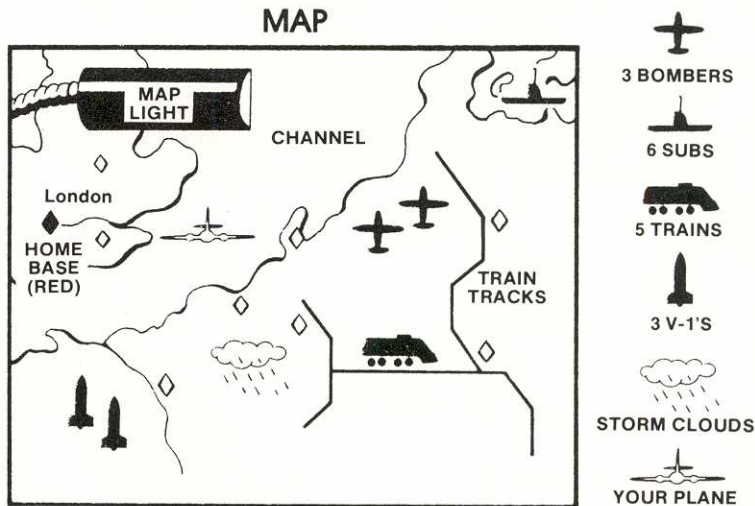 MAP
MAP
LIGHT
CHANNEL
London
HOME
BASE
(RED)
TRAIN
TRACKS
3 BOMBERS
6 SUBS
5 TRAINS
3 V-1'S
STORM CLOUDS
YOUR PLANE